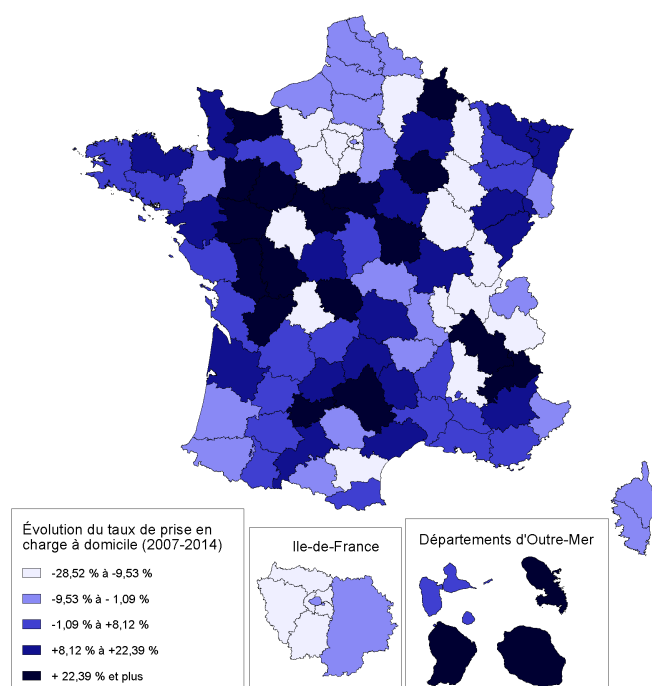 Évolution du taux de prise en
charge à domicile (2007-2014)
-28,52 % à -9,53 %
-9,53 % à - 1,09 %
-1,09 % à +8,12 %
+8,12 % à +22,39 %
+ 22,39 % et plus
Ile-de-France
Départements d'Outre-Mer